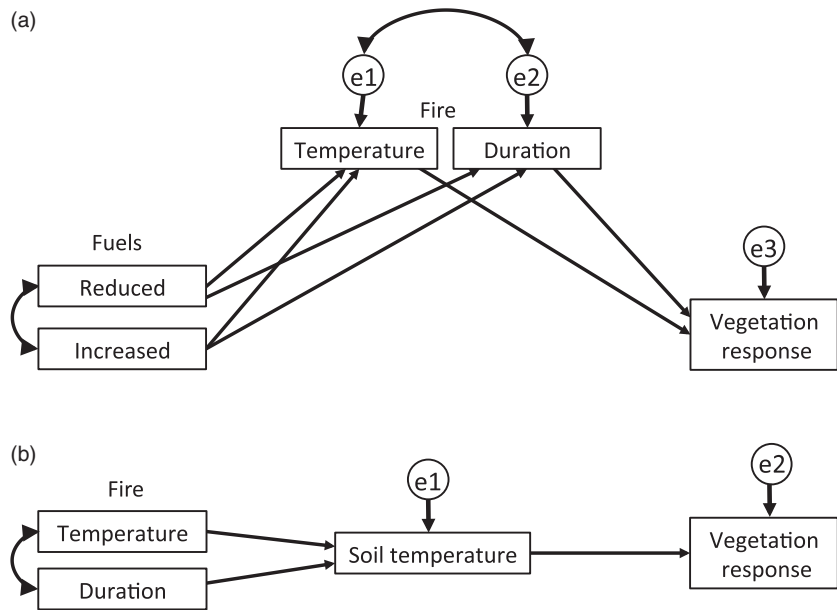 (a)
e1
e2
Fire
Temperature
Duration
Fuels
Reduced
Increased
e3
Vegetation
response
(b)
Fire
Temperature
Duration
e1
Soil temperature
e2
Vegetation
response